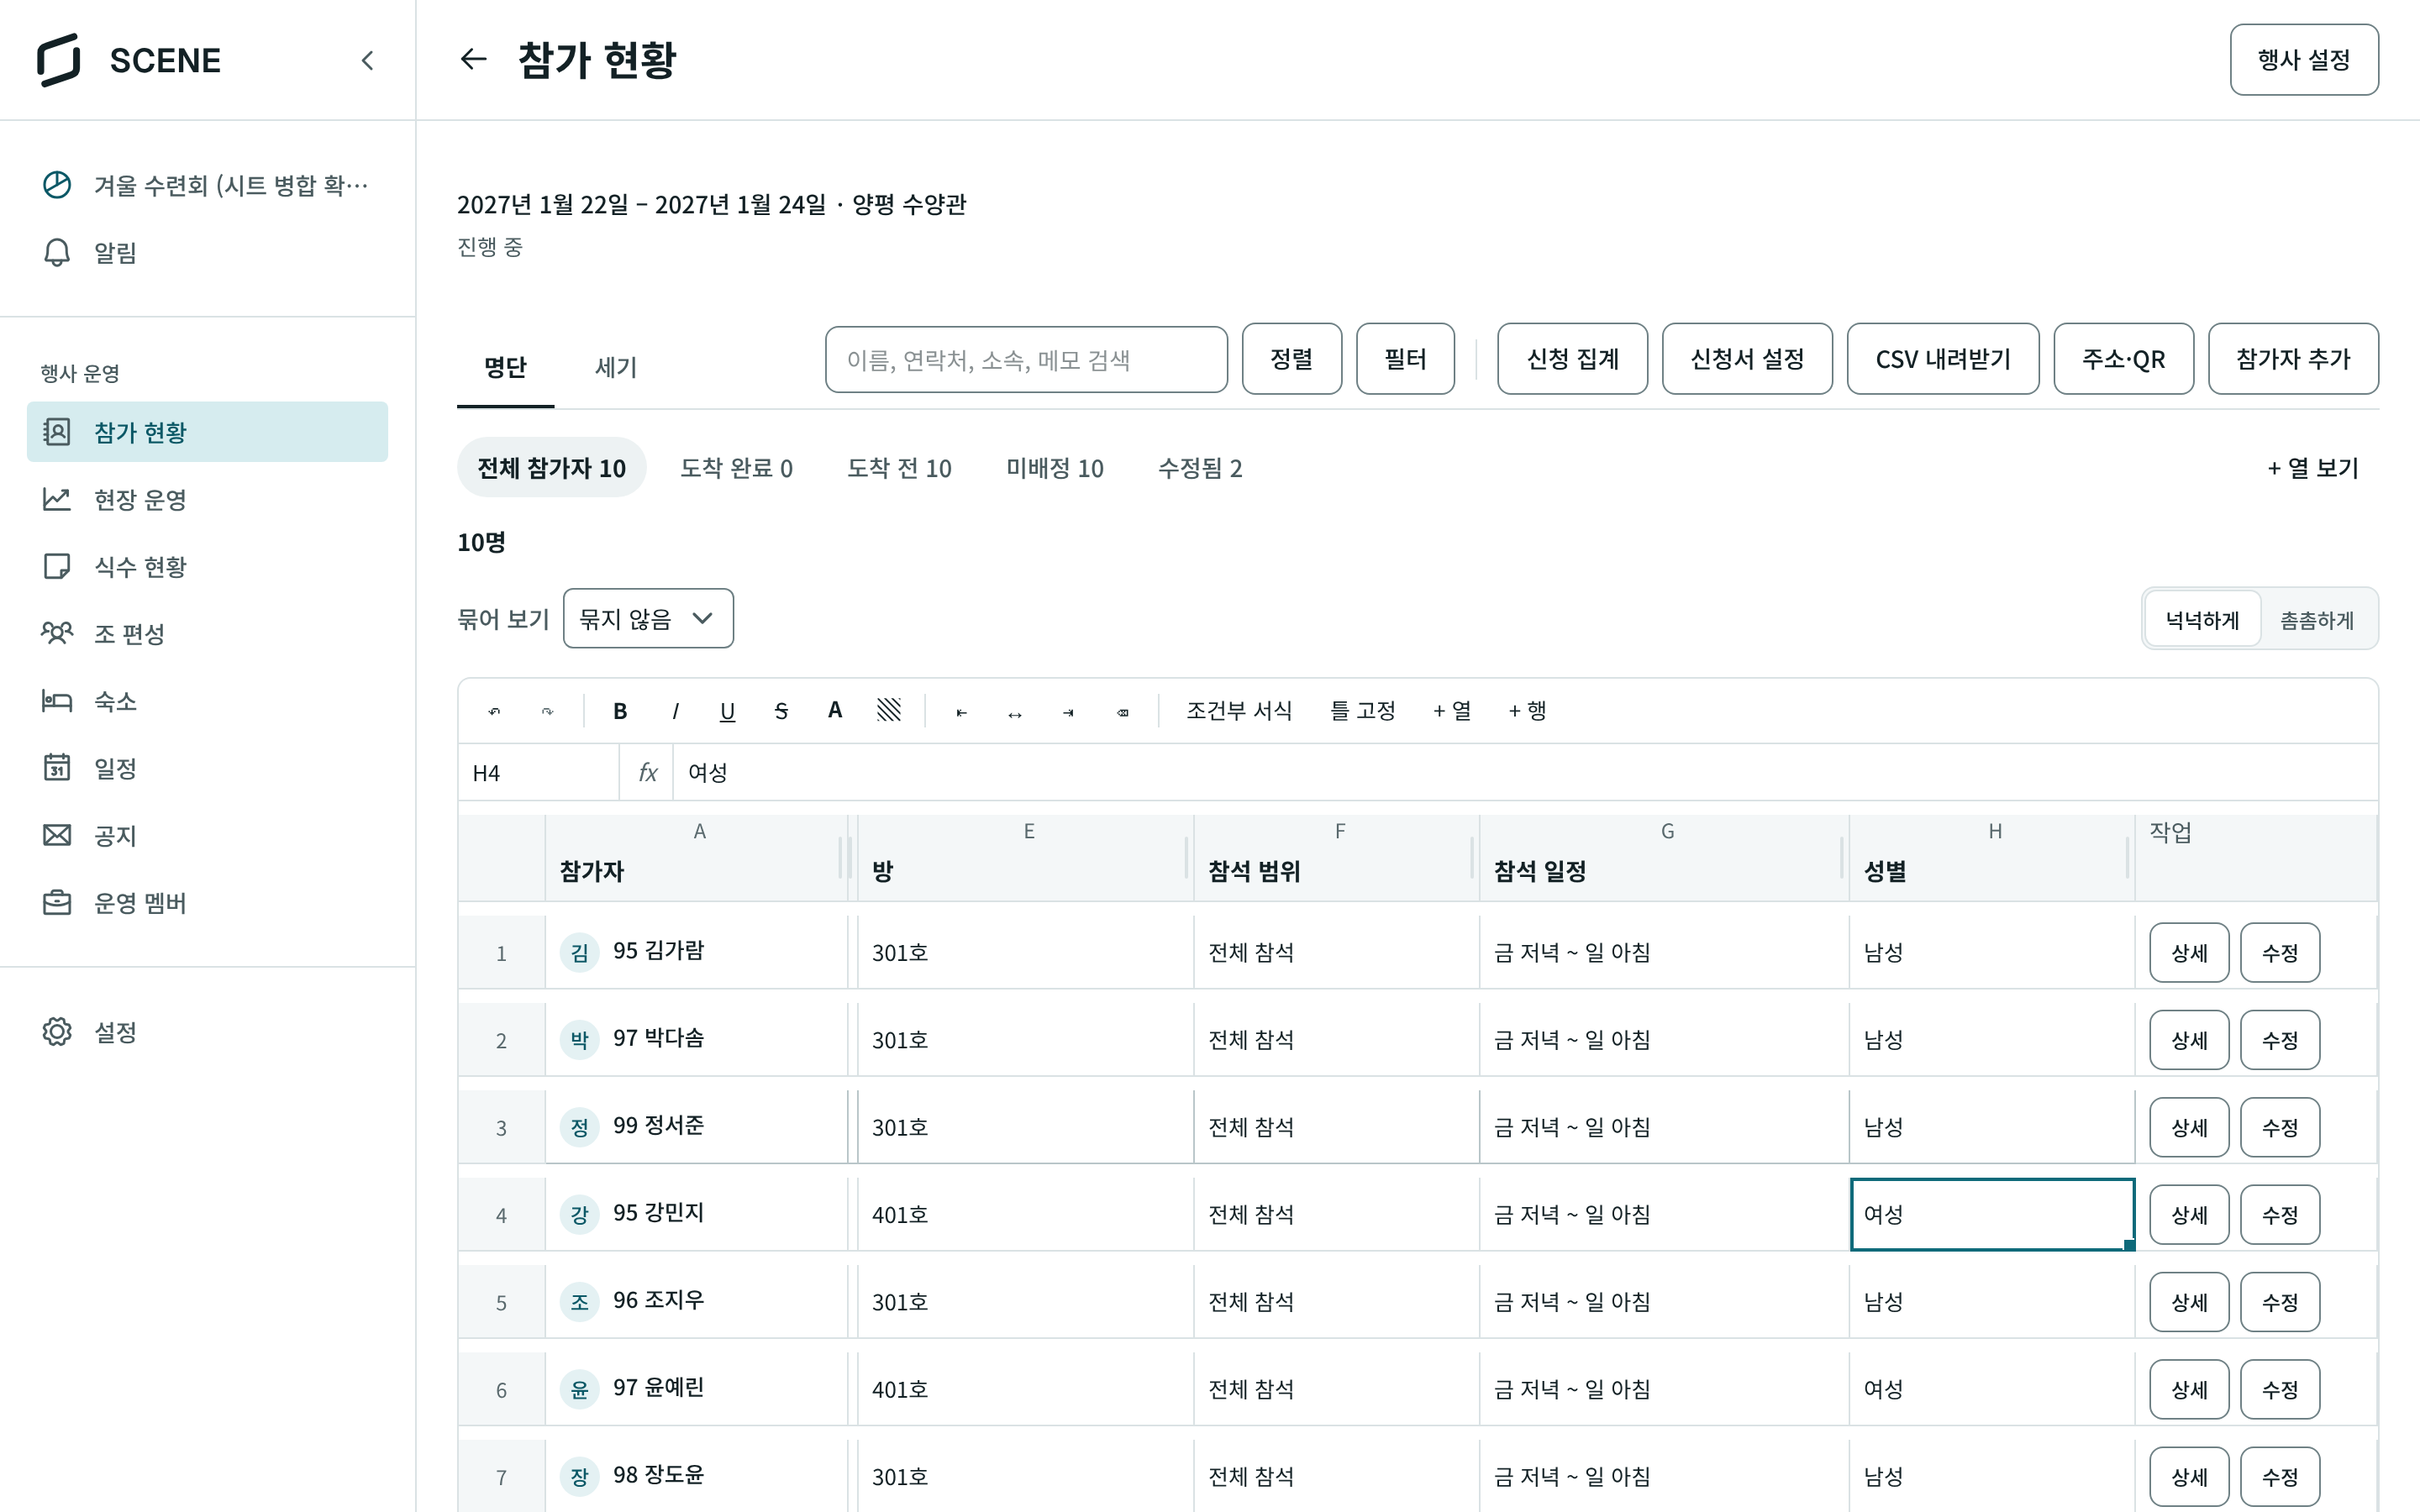 SCENE
참가 현황
행사 설정
겨울 수련회 (시트 병합 확…
알림
행사 운영
참가 현황
현장 운영
식수 현황
조 편성
숙소
일정
31
공지
운영 멤버
설정
2027년 1월 22일 – 2027년 1월 24일 · 양평 수양관
진행 중
명단 세기 이름, 연락처, 소속, 메모 검색 정렬 필터 신청 집계 신청서 설정 CSV 내려받기 주소·QR 참가자 추가
전체 참가자 10 도착 완료 0 도착 전 10 미배정 10 수정됨 2 + 열 보기
10명
묶어 보기 묶지 않음 넉넉하게 촘촘하게
B I U S A 조건부 서식 틀 고정 + 열 + 행
H4 fx 여성
A E F G H 작업
참가자 방 참석 범위 참석 일정 성별
1 김 95 김가람 301호 전체 참석 금 저녁 ~ 일 아침 남성 상세 수정
2 박 97 박다솜 301호 전체 참석 금 저녁 ~ 일 아침 남성 상세 수정
3 정 99 정서준 301호 전체 참석 금 저녁 ~ 일 아침 남성 상세 수정
4 강 95 강민지 401호 전체 참석 금 저녁 ~ 일 아침 여성 상세 수정
5 조 96 조지우 301호 전체 참석 금 저녁 ~ 일 아침 남성 상세 수정
6 윤 97 윤예린 401호 전체 참석 금 저녁 ~ 일 아침 여성 상세 수정
7 장 98 장도윤 301호 전체 참석 금 저녁 ~ 일 아침 남성 상세 수정